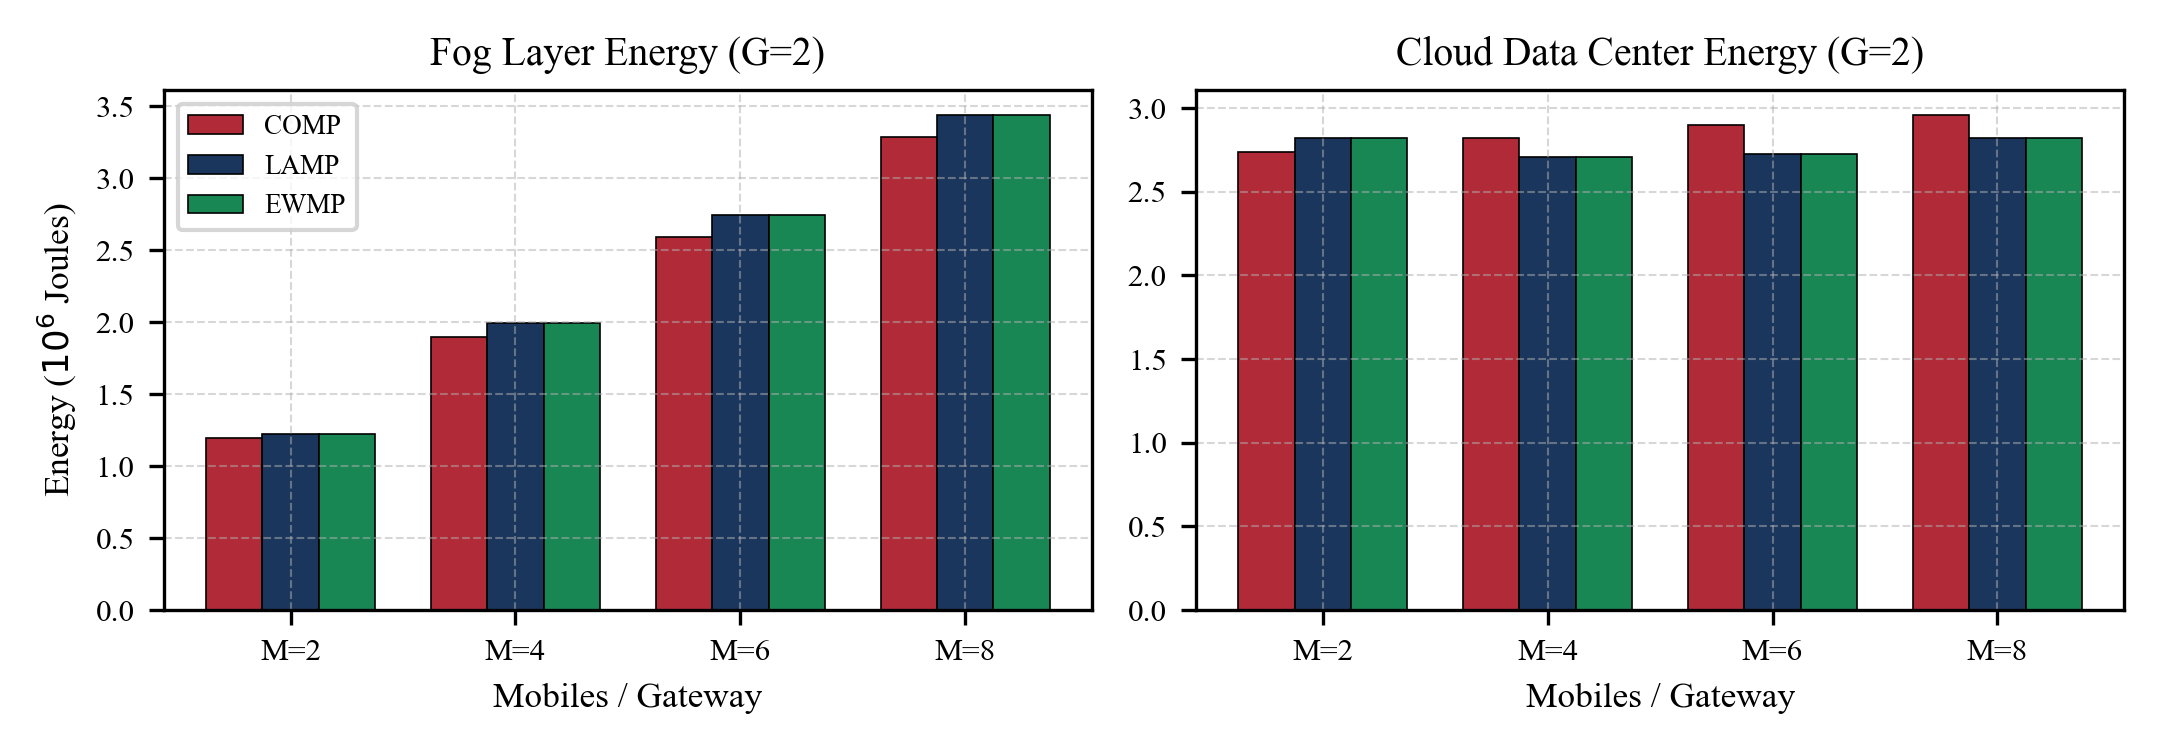 Fog Layer Energy (G=2)
Energy (10^6 Joules)
3.5
3.0
2.5
2.0
1.5
1.0
0.5
0.0
COMP
LAMP
EWMP
M=2 M=4 M=6 M=8
Mobiles / Gateway
Cloud Data Center Energy (G=2)
3.0
2.5
2.0
1.5
1.0
0.5
0.0
M=2 M=4 M=6 M=8
Mobiles / Gateway